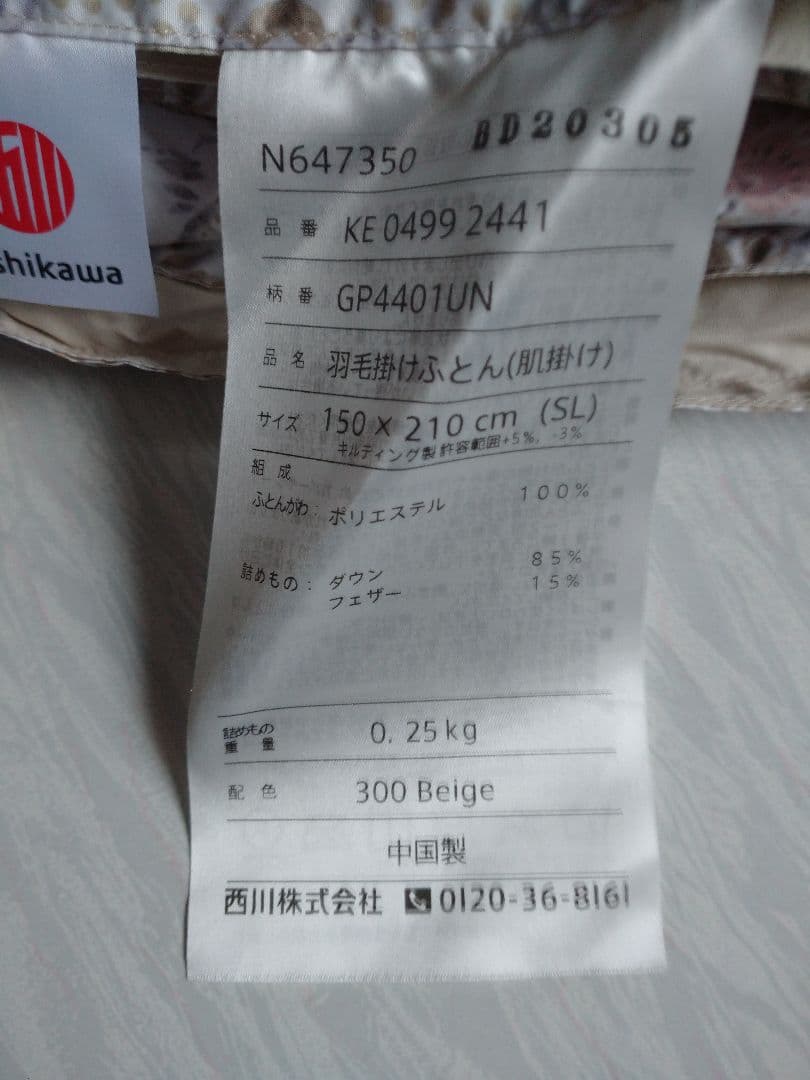 shikawa
BD20305
N647350
品番 KE 0499 2441
柄番 GP4401UN
品名 羽毛掛けふとん(肌掛け)
サイズ 150 × 210 cm (SL)
キルティング製 許容範囲+5%, -3%
組成
ふとんがわ: ポリエステル 100%
詰めもの: ダウン 85%
フェザー 15%
詰めもの
重量 0.25kg
配色 300 Beige
中国製
西川株式会社 0120-36-8161